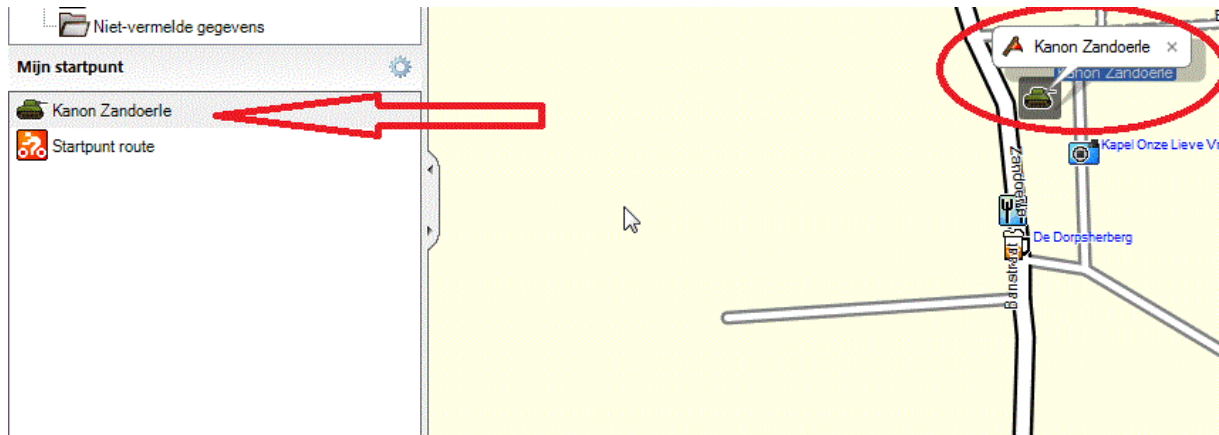 Niet-vermelde gegevens
Mijn startpunt
Kanon Zandoerle
Startpunt route
Kanon Zandoerle
Kanon Zandoerle
Kapel Onze Lieve Vr
Zandoerle
De Dorpsherberg
Banstraat